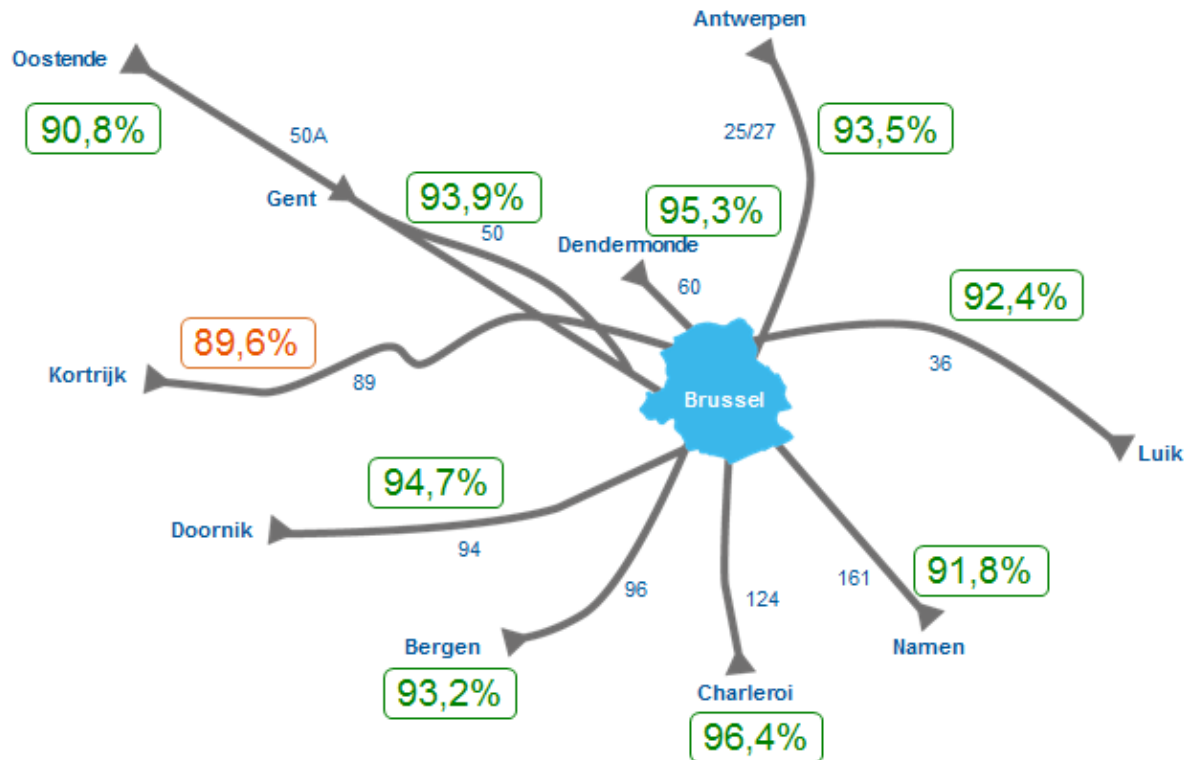 Antwerpen
Oostende
90,8%
50A
25/27
93,5%
Gent
93,9%
50
95,3%
Dendermonde
60
92,4%
89,6%
Kortrijk
89
36
Brussel
Luik
94,7%
Doornik
94
96
124
161
91,8%
Bergen
93,2%
Namen
Charleroi
96,4%